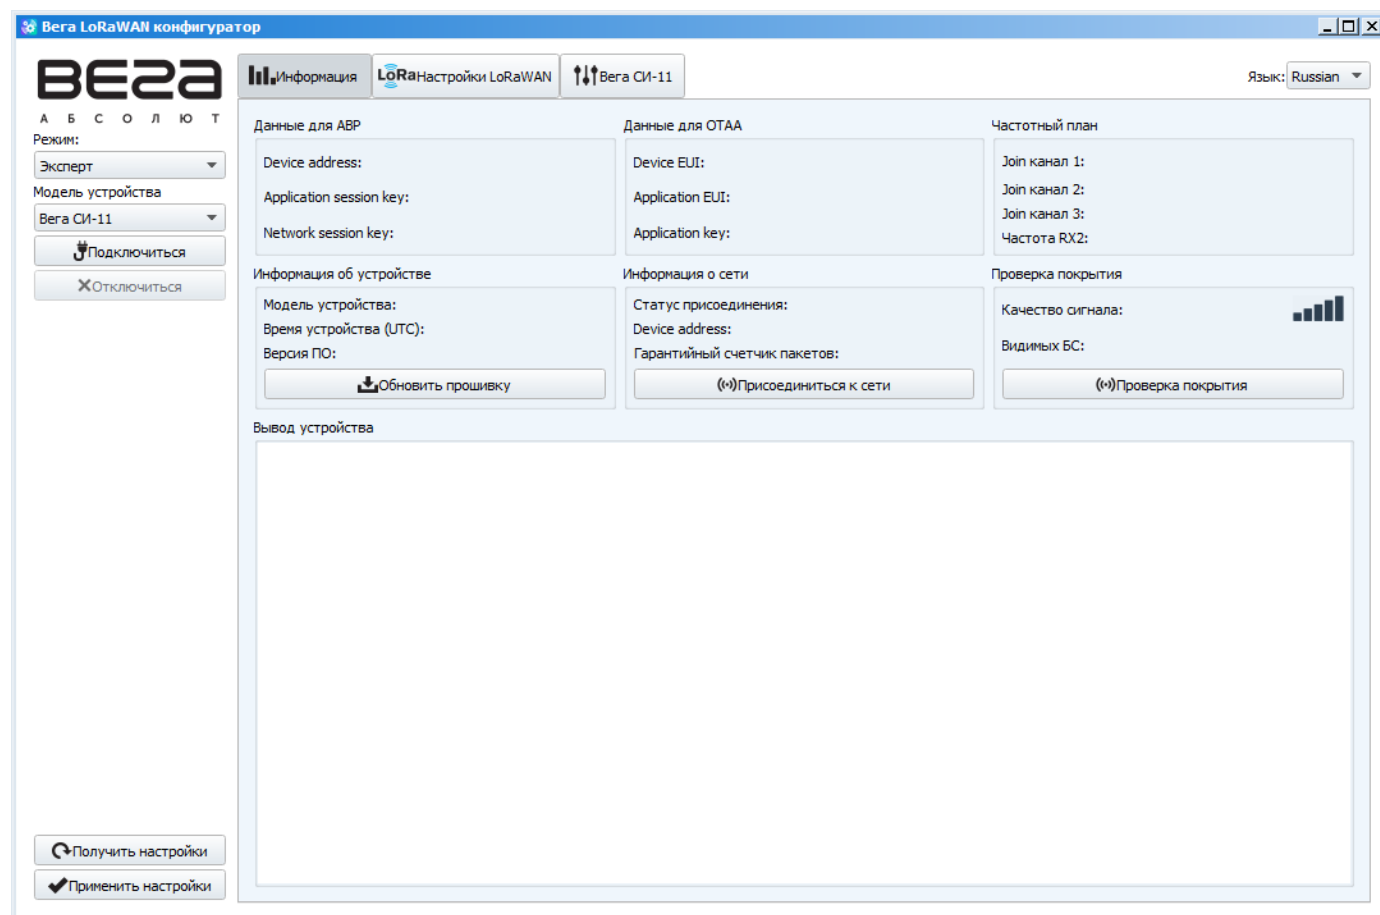 Вега LoRaWAN конфигуратор
ВЕГА
АБСОЛЮТ
Режим:
Эксперт
Модель устройства
Вега СИ-11
Подключиться
Отключиться
Информация
LoRa Настройки LoRaWAN
Вега СИ-11
Язык: Russian
Данные для ABP
Device address:
Application session key:
Network session key:
Данные для OTAA
Device EUI:
Application EUI:
Application key:
Частотный план
Join канал 1:
Join канал 2:
Join канал 3:
Частота RX2:
Информация об устройстве
Модель устройства:
Время устройства (UTC):
Версия ПО:
Обновить прошивку
Информация о сети
Статус присоединения:
Device address:
Гарантийный счетчик пакетов:
Присоединиться к сети
Проверка покрытия
Качество сигнала:
Видимых БС:
Проверка покрытия
Вывод устройства
Получить настройки
Применить настройки